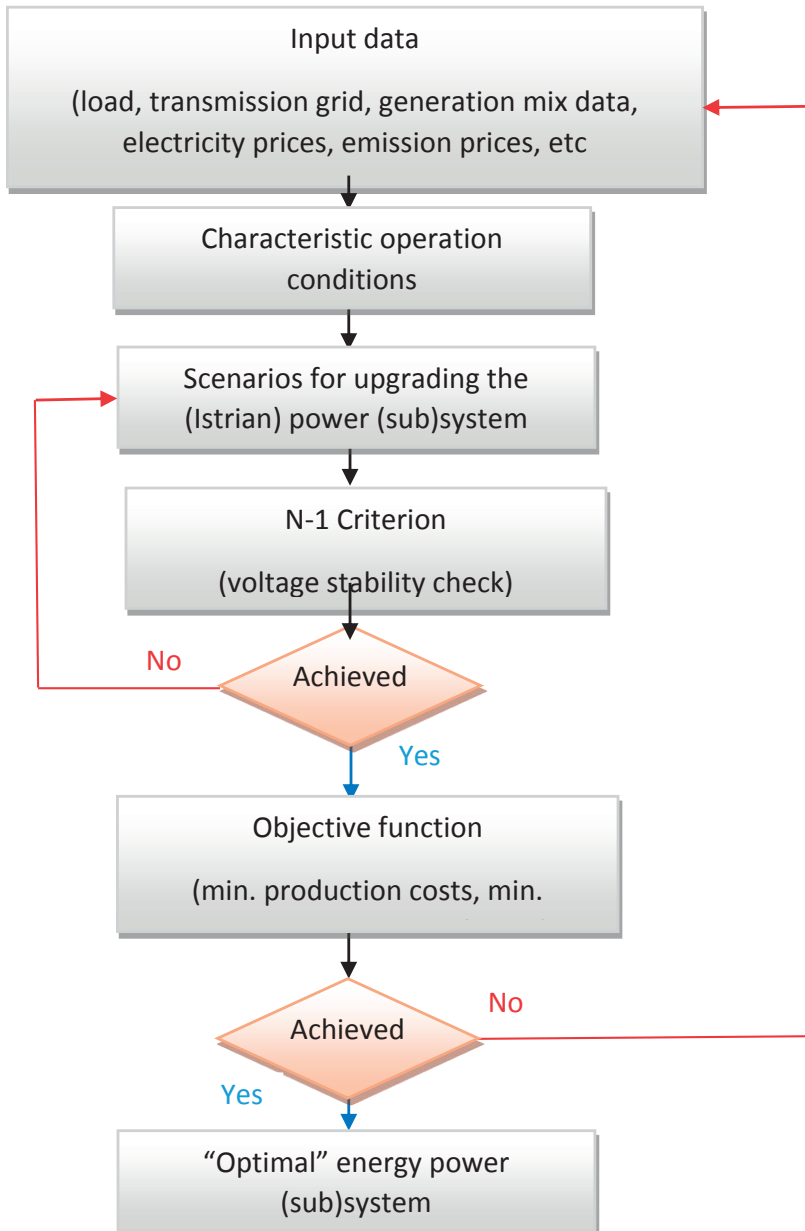 Input data
(load, transmission grid, generation mix data,
electricity prices, emission prices, etc
Characteristic operation
conditions
Scenarios for upgrading the
(Istrian) power (sub)system
N-1 Criterion
(voltage stability check)
Achieved
No
Yes
Objective function
(min. production costs, min.
Achieved
No
Yes
“Optimal” energy power
(sub)system